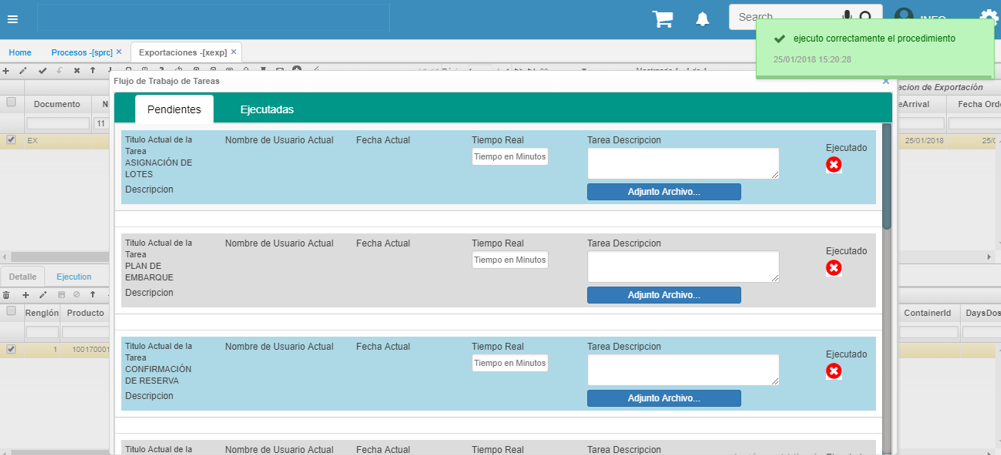 Search
INFO
ejecuto correctamente el procedimiento
25/01/2018 15:20:28
Home
Procesos -[sprc] ×
Exportaciones -[xexp] ×
Flujo de Trabajo de Tareas
×
Pendientes
Ejecutadas
acion de Exportación
Documento
N
eArrival
Fecha Orde
11
EX
25/01/2018
Titulo Actual de la Tarea
ASIGNACIÓN DE LOTES
Descripcion
Nombre de Usuario Actual
Fecha Actual
Tiempo Real
Tiempo en Minutos
Tarea Descripcion
Adjunto Archivo...
Ejecutado
Titulo Actual de la Tarea
PLAN DE EMBARQUE
Descripcion
Nombre de Usuario Actual
Fecha Actual
Tiempo Real
Tiempo en Minutos
Tarea Descripcion
Adjunto Archivo...
Ejecutado
Detalle
Ejecution
Renglón
Producto
ContainerId
DaysDos
1
100170001
Titulo Actual de la Tarea
CONFIRMACIÓN DE RESERVA
Descripcion
Nombre de Usuario Actual
Fecha Actual
Tiempo Real
Tiempo en Minutos
Tarea Descripcion
Adjunto Archivo...
Ejecutado
Titulo Actual de la
Nombre de Usuario Actual
Fecha Actual
Tiempo Real
Tarea Descripcion